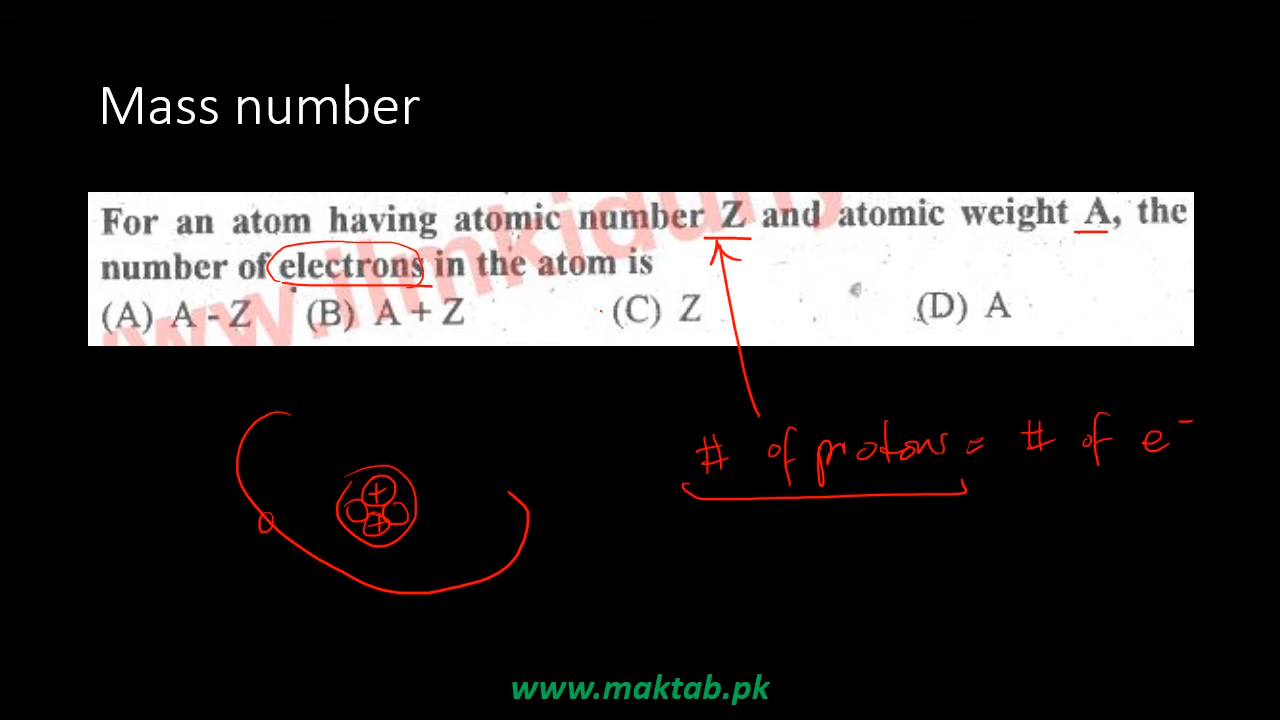 Mass number
For an atom having atomic number Z and atomic weight A, the
number of electrons in the atom is
(A) A - Z (B) A + Z (C) Z (D) A
# of protons = # of e⁻
+
+
www.maktab.pk